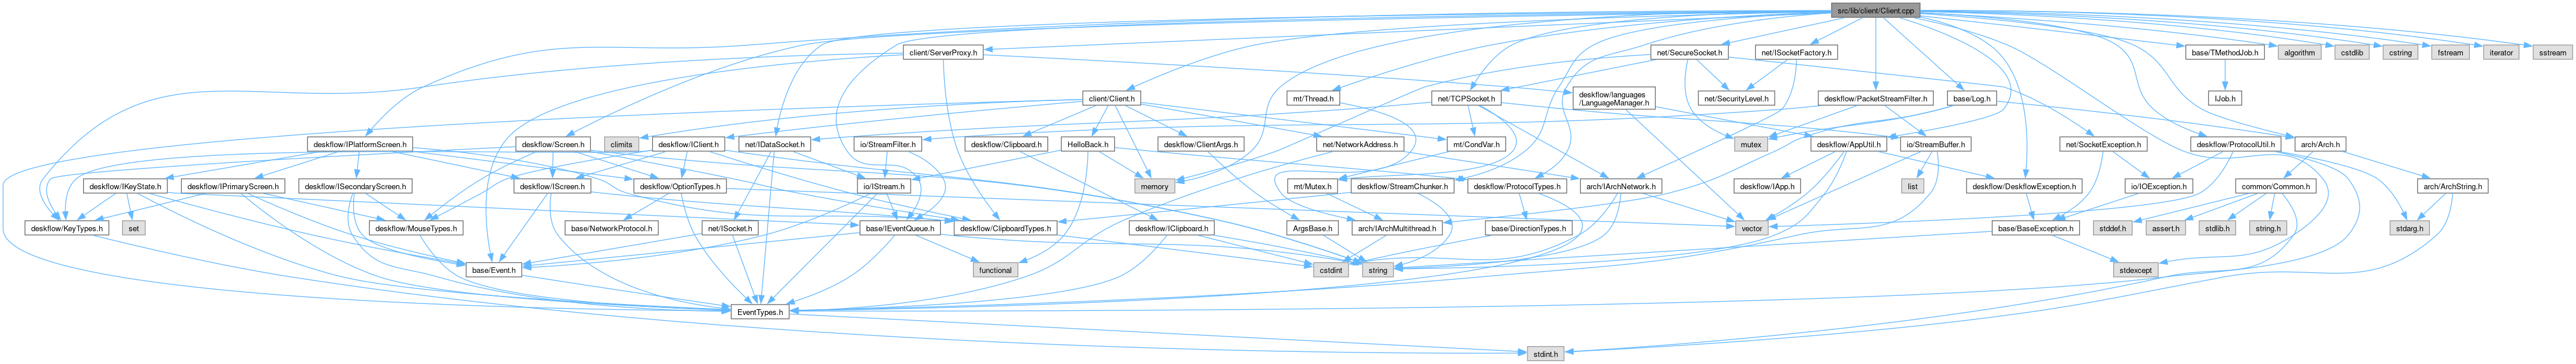 src/lib/client/Client.cpp
client/ServerProxy.h
net/SecureSocket.h
net/ISocketFactory.h
base/TMethodJob.h
algorithm
cstdlib
cstring
fstream
iterator
sstream
client/Client.h
mt/Thread.h
net/TCPSocket.h
deskflow/languages
/LanguageManager.h
net/SecurityLevel.h
deskflow/PacketStreamFilter.h
base/Log.h
IJob.h
deskflow/IPlatformScreen.h
deskflow/Screen.h
climits
deskflow/IClient.h
net/IDataSocket.h
io/StreamFilter.h
deskflow/Clipboard.h
HelloBack.h
deskflow/ClientArgs.h
net/NetworkAddress.h
mt/CondVar.h
mutex
deskflow/AppUtil.h
io/StreamBuffer.h
net/SocketException.h
deskflow/ProtocolUtil.h
arch/Arch.h
deskflow/IKeyState.h
deskflow/IPrimaryScreen.h
deskflow/ISecondaryScreen.h
deskflow/IScreen.h
deskflow/OptionTypes.h
io/IStream.h
memory
mt/Mutex.h
deskflow/StreamChunker.h
deskflow/ProtocolTypes.h
arch/IArchNetwork.h
deskflow/IApp.h
list
deskflow/DeskflowException.h
io/IOException.h
common/Common.h
arch/ArchString.h
deskflow/KeyTypes.h
set
deskflow/MouseTypes.h
base/NetworkProtocol.h
net/ISocket.h
base/IEventQueue.h
deskflow/ClipboardTypes.h
deskflow/IClipboard.h
ArgsBase.h
arch/IArchMultithread.h
base/DirectionTypes.h
vector
base/BaseException.h
stddef.h
assert.h
stdlib.h
string.h
stdarg.h
base/Event.h
functional
cstdint
string
stdexcept
EventTypes.h
stdint.h